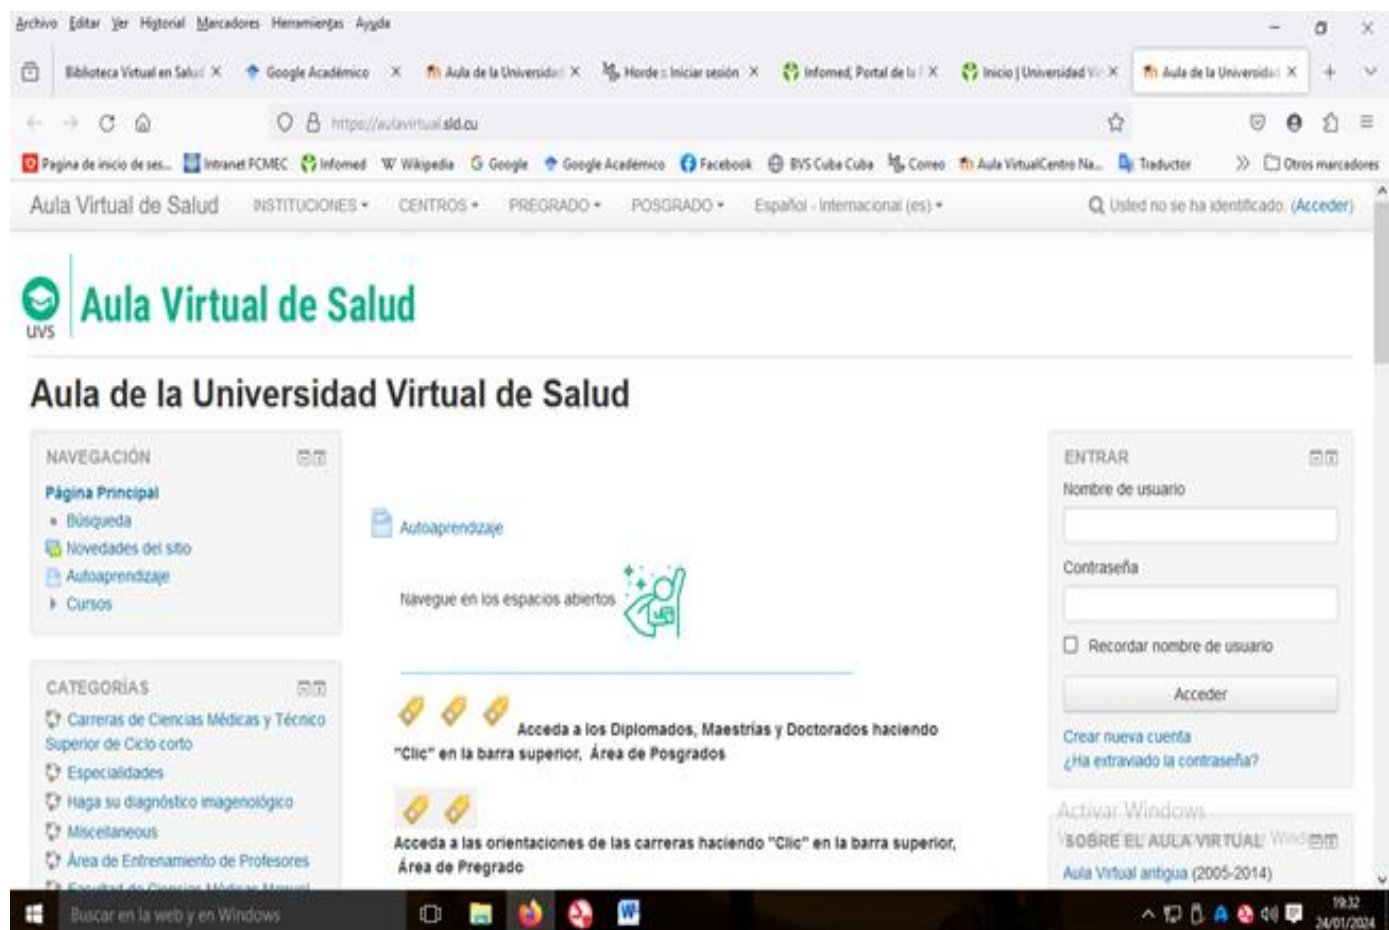 Archivo Editar Ver Historial Marcadores Herramientas Ayuda
Biblioteca Virtual en Salud
Google Académico
Aula de la Universidad
Horde :: Iniciar sesión
Infomed, Portal de la
Inicio | Universidad Vir
Aula de la Universidad
https://aulavirtual.sld.cu
Pagina de inicio de ses... Intranet FCMEC Infomed Wikipedia Google Google Académico Facebook BVS Cuba Cuba Correo Aula VirtualCentro Na... Traductor Otros marcadores
Aula Virtual de Salud INSTITUCIONES CENTROS PREGRADO POSGRADO Español - Internacional (es) Usted no se ha identificado. (Acceder)
UVS
Aula Virtual de Salud
Aula de la Universidad Virtual de Salud
NAVEGACIÓN
Página Principal
Búsqueda
Novedades del sitio
Autoaprendizaje
Cursos
CATEGORÍAS
Carreras de Ciencias Médicas y Técnico
Superior de Ciclo corto
Especialidades
Haga su diagnóstico imagenológico
Miscellaneous
Área de Entrenamiento de Profesores
Facultad de Ciencias Médicas Manuel
Autoaprendizaje
Navegue en los espacios abiertos
Acceda a los Diplomados, Maestrías y Doctorados haciendo
"Clic" en la barra superior, Área de Posgrados
Acceda a las orientaciones de las carreras haciendo "Clic" en la barra superior,
Área de Pregrado
ENTRAR
Nombre de usuario
Contraseña
Recordar nombre de usuario
Acceder
Crear nueva cuenta
¿Ha extraviado la contraseña?
Activar Windows
SOBRE EL AULA VIRTUAL
Aula Virtual antigua (2005-2014)
Buscar en la web y en Windows
19:32
24/01/2024